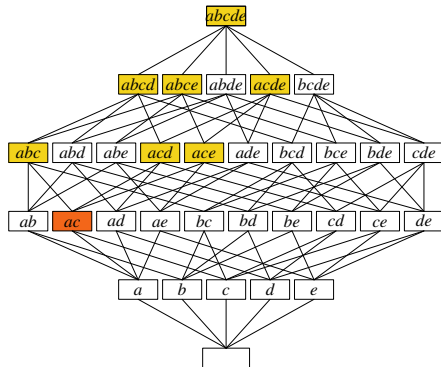 abcde
abcd abce abde acde bcde
abc abd abe acd ace ade bcd bce bde cde
ab ac ad ae bc bd be cd ce de
a b c d e